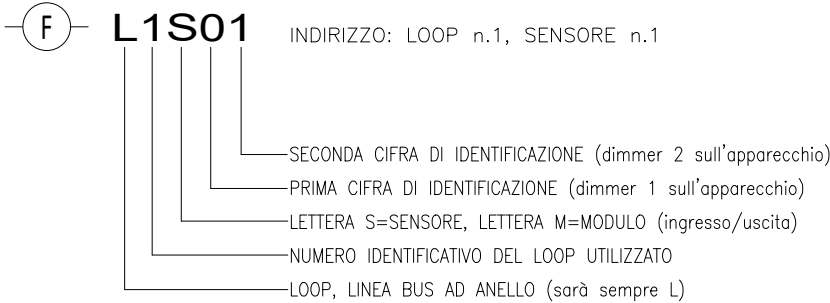 F L1S01 INDIRIZZO: LOOP n.1, SENSORE n.1
SECONDA CIFRA DI IDENTIFICAZIONE (dimmer 2 sull'apparecchio)
PRIMA CIFRA DI IDENTIFICAZIONE (dimmer 1 sull'apparecchio)
LETTERA S=SENSORE, LETTERA M=MODULO (ingresso/uscita)
NUMERO IDENTIFICATIVO DEL LOOP UTILIZZATO
LOOP, LINEA BUS AD ANELLO (sarà sempre L)